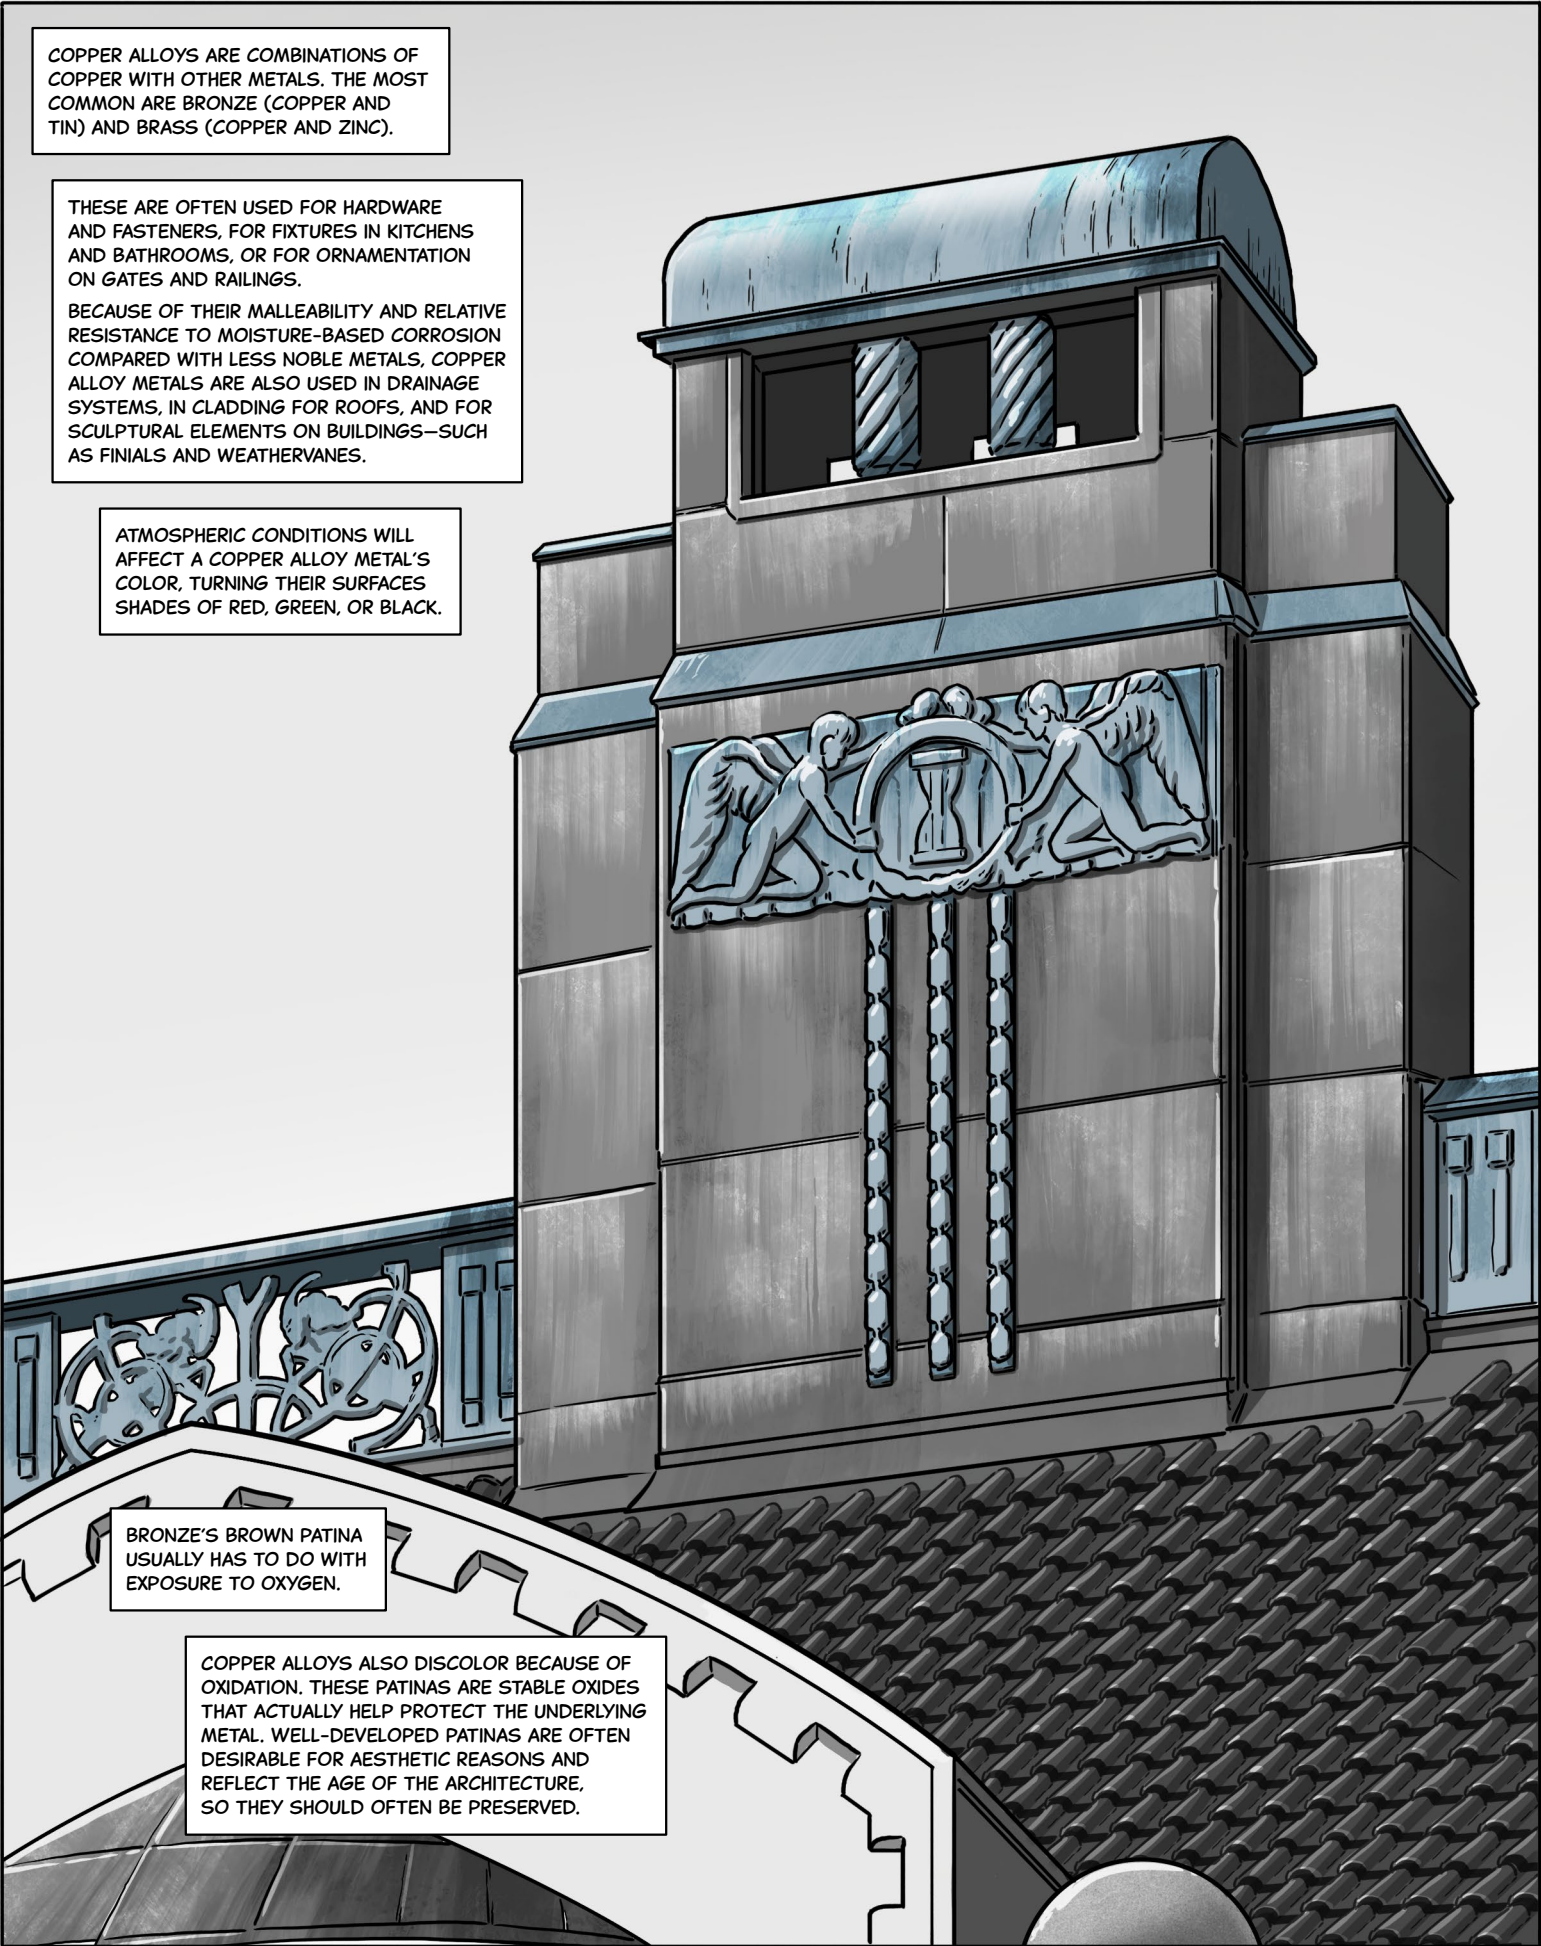 COPPER ALLOYS ARE COMBINATIONS OF
COPPER WITH OTHER METALS. THE MOST
COMMON ARE BRONZE (COPPER AND
TIN) AND BRASS (COPPER AND ZINC).
THESE ARE OFTEN USED FOR HARDWARE
AND FASTENERS, FOR FIXTURES IN KITCHENS
AND BATHROOMS, OR FOR ORNAMENTATION
ON GATES AND RAILINGS.
BECAUSE OF THEIR MALLEABILITY AND RELATIVE
RESISTANCE TO MOISTURE-BASED CORROSION
COMPARED WITH LESS NOBLE METALS, COPPER
ALLOY METALS ARE ALSO USED IN DRAINAGE
SYSTEMS, IN CLADDING FOR ROOFS, AND FOR
SCULPTURAL ELEMENTS ON BUILDINGS—SUCH
AS FINIALS AND WEATHERVANES.
ATMOSPHERIC CONDITIONS WILL
AFFECT A COPPER ALLOY METAL'S
COLOR, TURNING THEIR SURFACES
SHADES OF RED, GREEN, OR BLACK.
BRONZE'S BROWN PATINA
USUALLY HAS TO DO WITH
EXPOSURE TO OXYGEN.
COPPER ALLOYS ALSO DISCOLOR BECAUSE OF
OXIDATION. THESE PATINAS ARE STABLE OXIDES
THAT ACTUALLY HELP PROTECT THE UNDERLYING
METAL. WELL-DEVELOPED PATINAS ARE OFTEN
DESIRABLE FOR AESTHETIC REASONS AND
REFLECT THE AGE OF THE ARCHITECTURE,
SO THEY SHOULD OFTEN BE PRESERVED.